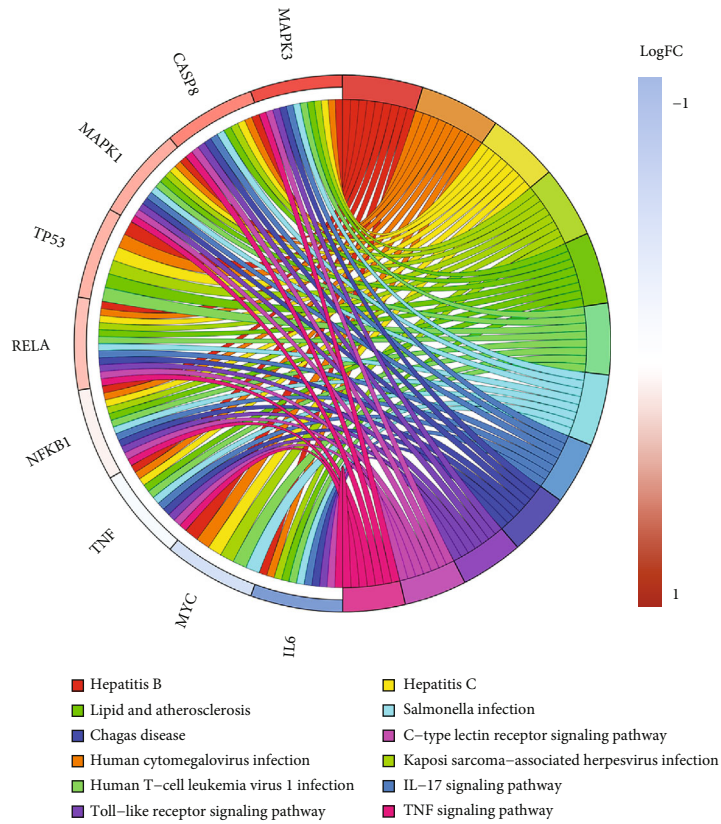 MAPK3
CASP8
MAPK1
TP53
RELA
NFKB1
TNF
MYC
IL6
LogFC
−1
1
Hepatitis B
Hepatitis C
Lipid and atherosclerosis
Salmonella infection
Chagas disease
C−type lectin receptor signaling pathway
Human cytomegalovirus infection
Kaposi sarcoma−associated herpesvirus infection
Human T−cell leukemia virus 1 infection
IL−17 signaling pathway
Toll−like receptor signaling pathway
TNF signaling pathway